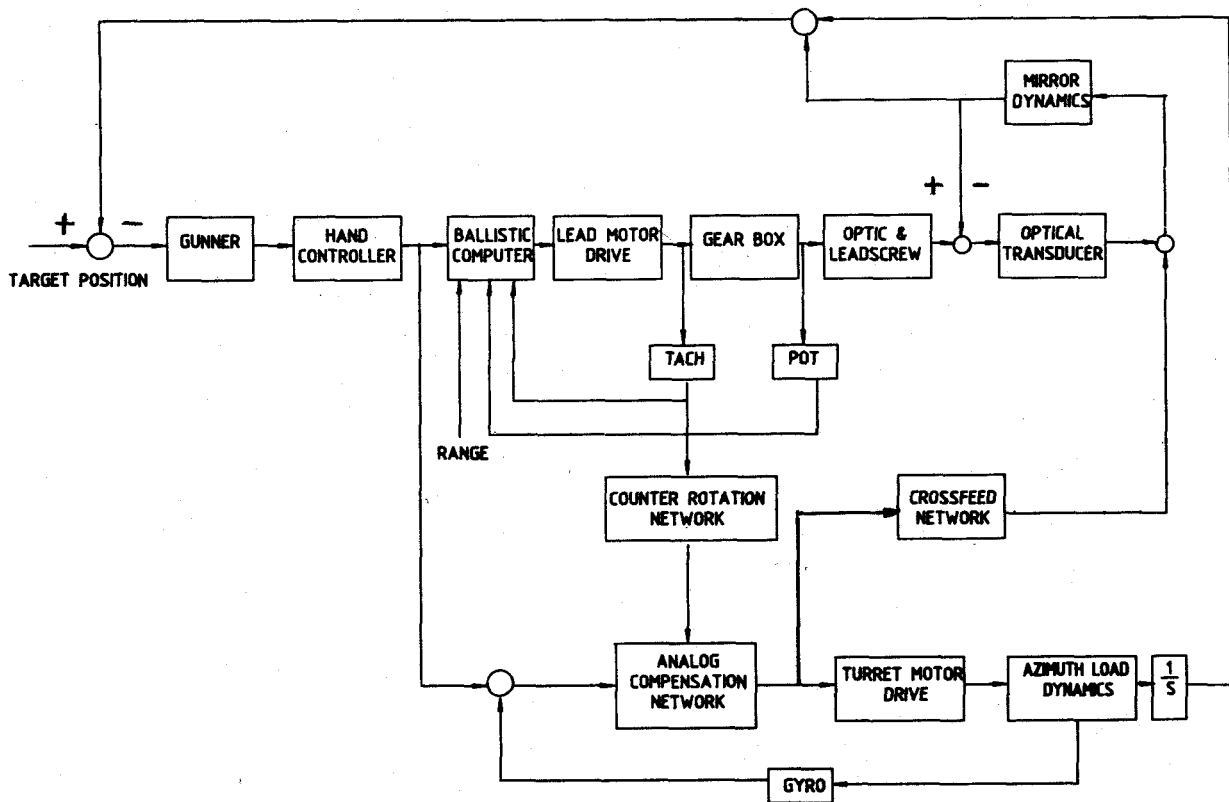 MIRROR
DYNAMICS
+
-
+ -
GUNNER
HAND
CONTROLLER
BALLISTIC
COMPUTER
LEAD MOTOR
DRIVE
GEAR BOX
OPTIC &
LEADSCREW
OPTICAL
TRANSDUCER
TARGET POSITION
TACH
POT
RANGE
COUNTER ROTATION
NETWORK
CROSSFEED
NETWORK
ANALOG
COMPENSATION
NETWORK
TURRET MOTOR
DRIVE
AZIMUTH LOAD
DYNAMICS
1
S
GYRO